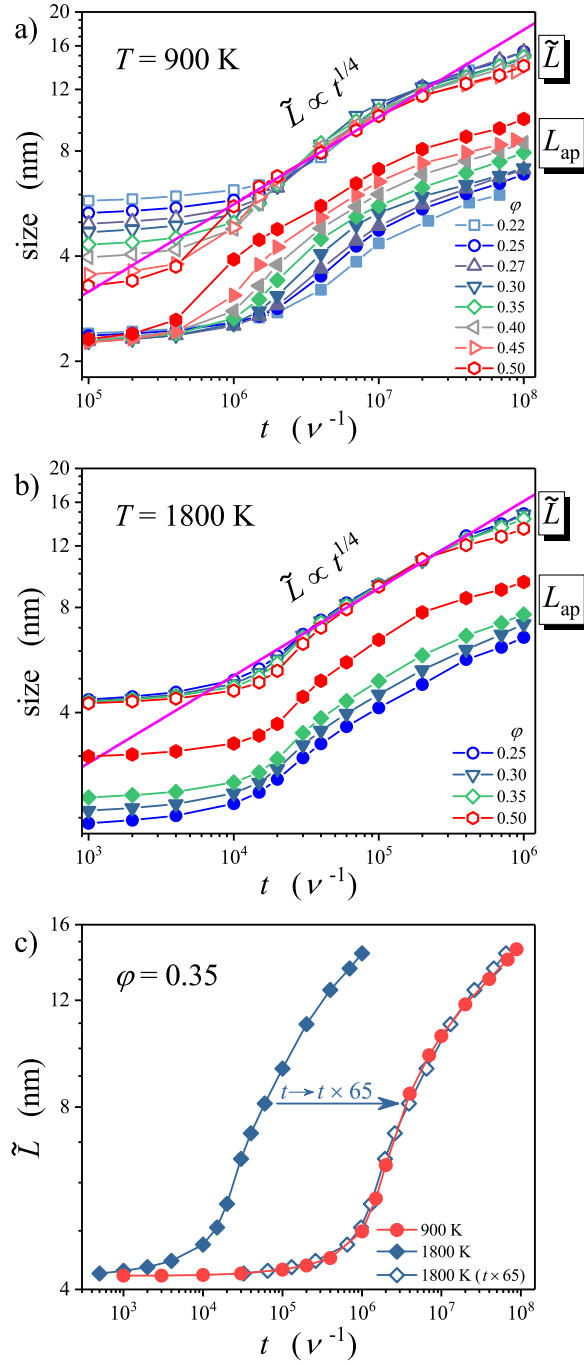 a)
T = 900 K
L̃ ∝ t^1/4
L̃
L_ap
size (nm)
20
16
12
8
4
2
φ
0.22
0.25
0.27
0.30
0.35
0.40
0.45
0.50
10^5
10^6
10^7
10^8
t (ν^-1)
b)
T = 1800 K
L̃ ∝ t^1/4
L̃
L_ap
size (nm)
20
16
12
8
4
φ
0.25
0.30
0.35
0.50
10^3
10^4
10^5
10^6
t (ν^-1)
c)
φ = 0.35
L̃ (nm)
16
12
8
4
t→ t × 65
900 K
1800 K
1800 K (t × 65)
10^3
10^4
10^5
10^6
10^7
10^8
t (ν^-1)